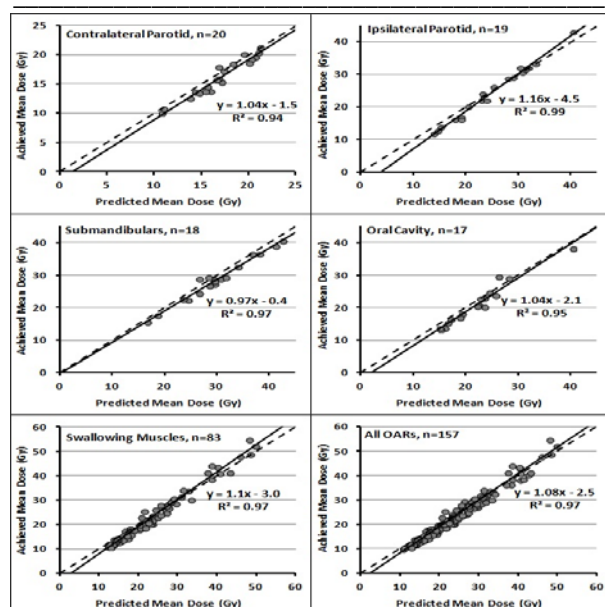 Contralateral Parotid, n=20
Achieved Mean Dose (Gy)
25
20
15
10
5
0
y = 1.04x - 1.5
R² = 0.94
0 5 10 15 20 25
Predicted Mean Dose (Gy)
Ipsilateral Parotid, n=19
Achieved Mean Dose (Gy)
40
30
20
10
0
y = 1.16x - 4.5
R² = 0.99
0 10 20 30 40
Predicted Mean Dose (Gy)
Submandibulars, n=18
Achieved Mean Dose (Gy)
40
30
20
10
0
y = 0.97x - 0.4
R² = 0.97
0 10 20 30 40
Predicted Mean Dose (Gy)
Oral Cavity, n=17
Achieved Mean Dose (Gy)
40
30
20
10
0
y = 1.04x - 2.1
R² = 0.95
0 10 20 30 40
Predicted Mean Dose (Gy)
Swallowing Muscles, n=83
Achieved Mean Dose (Gy)
60
50
40
30
20
10
0
y = 1.1x - 3.0
R² = 0.97
0 10 20 30 40 50 60
Predicted Mean Dose (Gy)
All OARs, n=157
Achieved Mean Dose (Gy)
60
50
40
30
20
10
0
y = 1.08x - 2.5
R² = 0.97
0 10 20 30 40 50 60
Predicted Mean Dose (Gy)